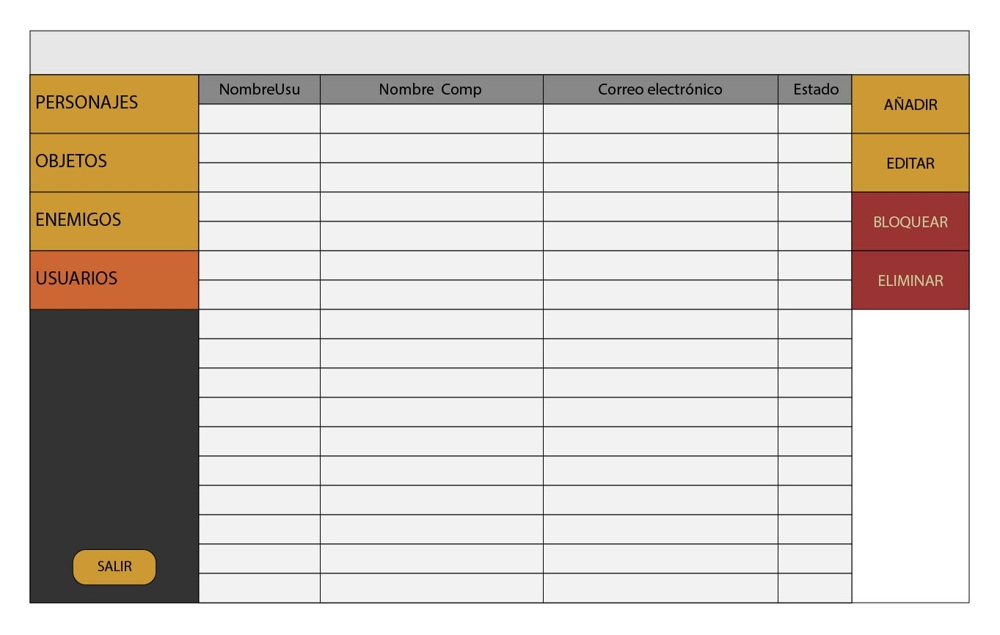 PERSONAJES
OBJETOS
ENEMIGOS
USUARIOS
SALIR
NombreUsu Nombre Comp Correo electrónico Estado
AÑADIR
EDITAR
BLOQUEAR
ELIMINAR